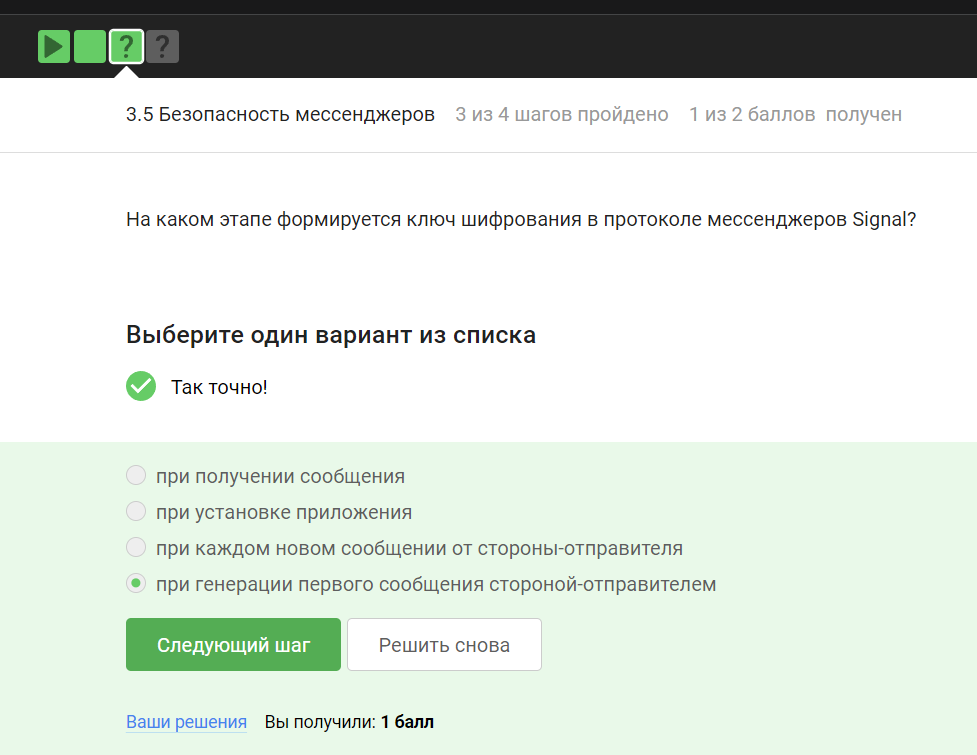 ? ?
3.5 Безопасность мессенджеров 3 из 4 шагов пройдено 1 из 2 баллов получен
На каком этапе формируется ключ шифрования в протоколе мессенджеров Signal?
Выберите один вариант из списка
Так точно!
при получении сообщения
при установке приложения
при каждом новом сообщении от стороны-отправителя
при генерации первого сообщения стороной-отправителем
Следующий шаг Решить снова
Ваши решения Вы получили: 1 балл